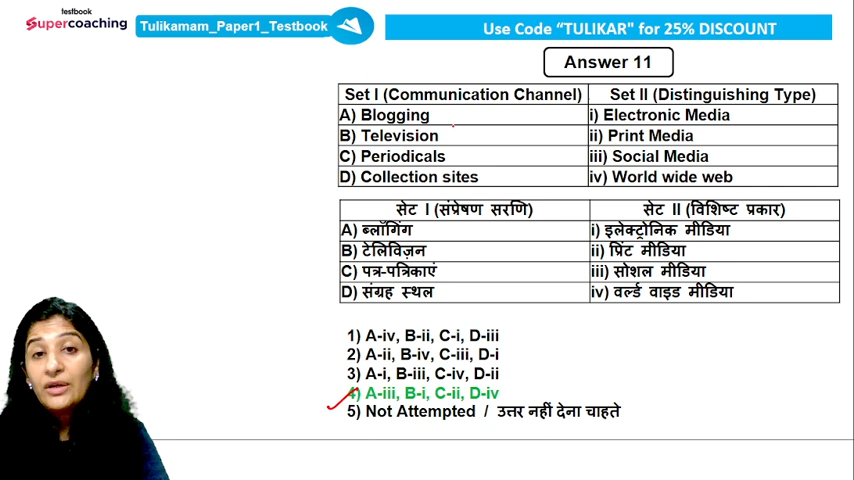 testbook
Supercoaching
Tulikamam_Paper1_Testbook
Use Code “TULIKAR" for 25% DISCOUNT
Answer 11
Set I (Communication Channel) Set II (Distinguishing Type)
A) Blogging i) Electronic Media
B) Television ii) Print Media
C) Periodicals iii) Social Media
D) Collection sites iv) World wide web
सेट I (संप्रेषण सरणि) सेट II (विशिष्ट प्रकार)
A) ब्लॉगिंग i) इलेक्ट्रोनिक मीडिया
B) टेलिविज़न ii) प्रिंट मीडिया
C) पत्र-पत्रिकाएं iii) सोशल मीडिया
D) संग्रह स्थल iv) वर्ल्ड वाइड मीडिया
1) A-iv, B-ii, C-i, D-iii
2) A-ii, B-iv, C-iii, D-i
3) A-i, B-iii, C-iv, D-ii
4) A-iii, B-i, C-ii, D-iv
5) Not Attempted / उत्तर नहीं देना चाहते